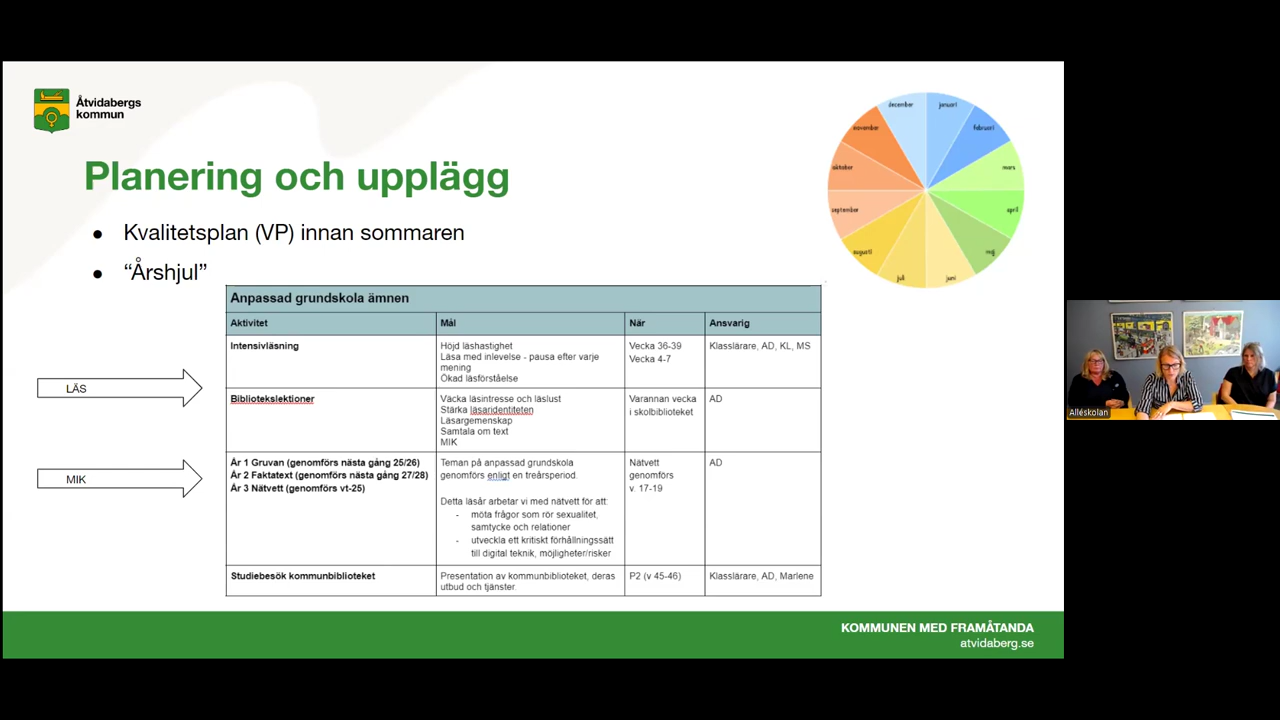 Åtvidabergs
kommun
Planering och upplägg
● Kvalitetsplan (VP) innan sommaren
● “Årshjul”
december
januari
november
februari
oktober
mars
september
april
augusti
maj
juli
juni
Anpassad grundskola ämnen
Aktivitet
Mål
När
Ansvarig
Intensivläsning
Höjd läshastighet
Läsa med inlevelse - pausa efter varje
mening
Ökad läsförståelse
Vecka 36-39
Vecka 4-7
Klasslärare, AD, KL, MS
LÄS
Bibliotekslektioner
Väcka läsintresse och läslust
Stärka läsaridentiteten
Läsargemenskap
Samtala om text
MIK
Varannan vecka
i skolbiblioteket
AD
MIK
År 1 Gruvan (genomförs nästa gång 25/26)
År 2 Faktatext (genomförs nästa gång 27/28)
År 3 Nätvett (genomförs vt-25)
Teman på anpassad grundskola
genomförs enligt en treårsperiod.
Detta läsår arbetar vi med nätvett för att:
- möta frågor som rör sexualitet,
samtycke och relationer
- utveckla ett kritiskt förhållningssätt
till digital teknik, möjligheter/risker
Nätvett
genomförs
v. 17-19
AD
Studiebesök kommunbiblioteket
Presentation av kommunbiblioteket, deras
utbud och tjänster.
P2 (v 45-46)
Klasslärare, AD, Marlene
KOMMUNEN MED FRAMÅTANDA
atvidaberg.se
Alléskolan